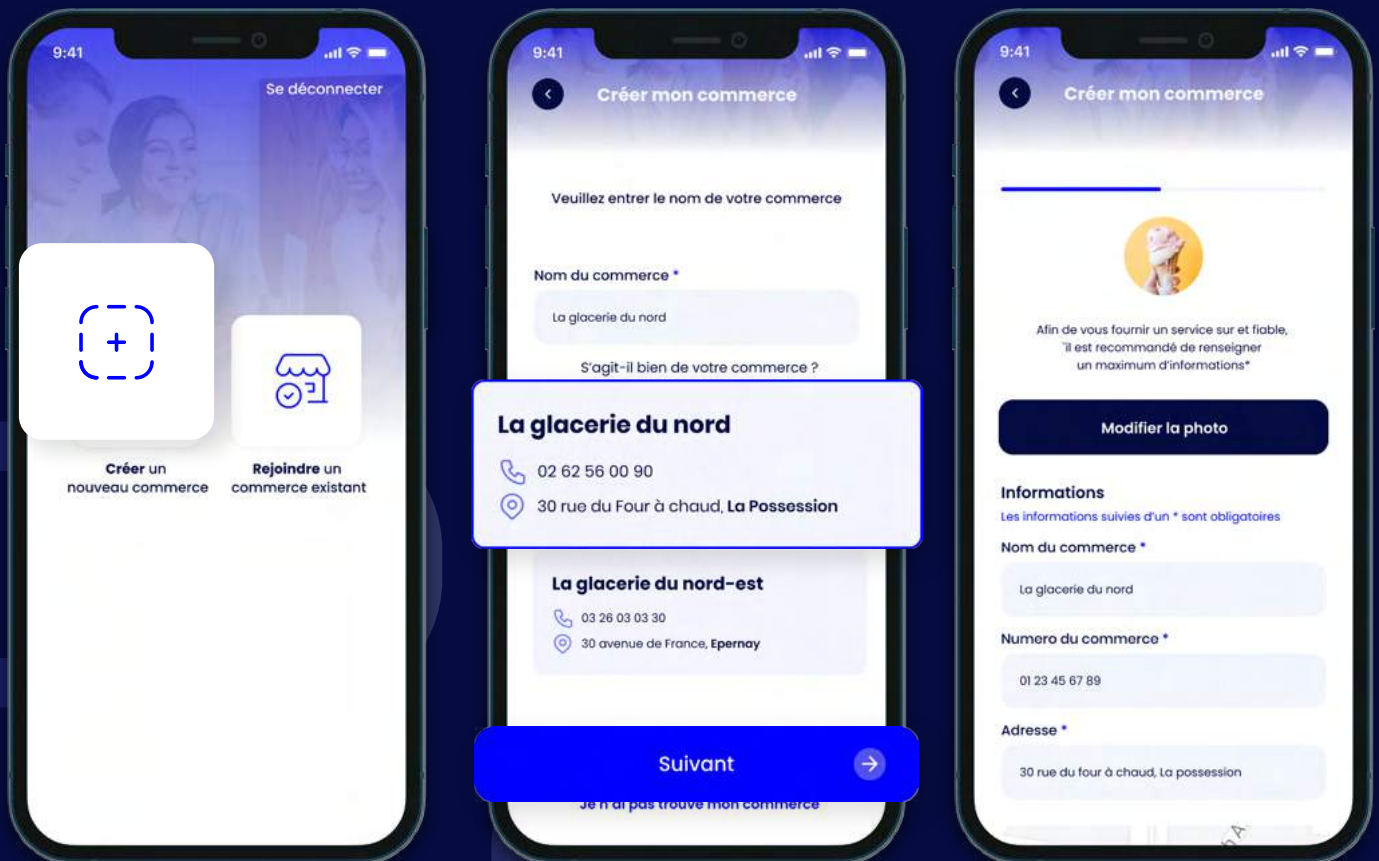 9:41
Se déconnecter
Créer un
nouveau commerce
Rejoindre un
commerce existant
9:41
Créer mon commerce
Veuillez entrer le nom de votre commerce
Nom du commerce *
La glacerie du nord
S'agit-il bien de votre commerce ?
La glacerie du nord
02 62 56 00 90
30 rue du Four à chaud, La Possession
La glacerie du nord-est
03 26 03 03 30
30 avenue de France, Epernay
Suivant
Je n'ai pas trouvé mon commerce
9:41
Créer mon commerce
Afin de vous fournir un service sur et fiable,
il est recommandé de renseigner
un maximum d'informations*
Modifier la photo
Informations
Les informations suivies d'un * sont obligatoires
Nom du commerce *
La glacerie du nord
Numero du commerce *
01 23 45 67 89
Adresse *
30 rue du four à chaud, La possession